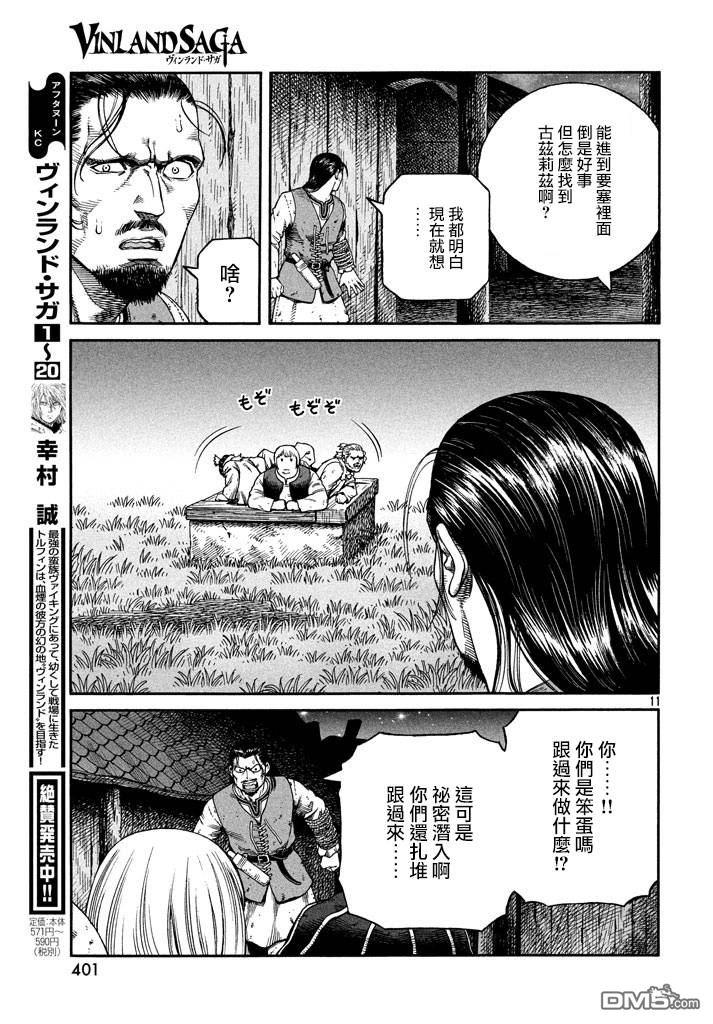 VINLAND SAGA
ヴィンランド・サガ
能進到要塞裡面
倒是好事
但怎麼找到
古茲莉茲啊?
我都明白
現在就想
……
啥?
もぞ
もぞぞ
11
你……!!
你們是笨蛋嗎
跟過來做什麼!?
這可是
祕密潛入啊
你們還扎堆
跟過來……
アフタヌーン
KC
ヴィンランド・サガ
1~20
幸村 誠
最強の蛮族ヴァイキングにあって、幼くして戦場に生きた
トルフィンは、血煙の彼方の幻の地“ヴィンランド”を目指す!
絶賛発売中!!
定価:本体
571円~
590円
(税別)
401
DM5.com